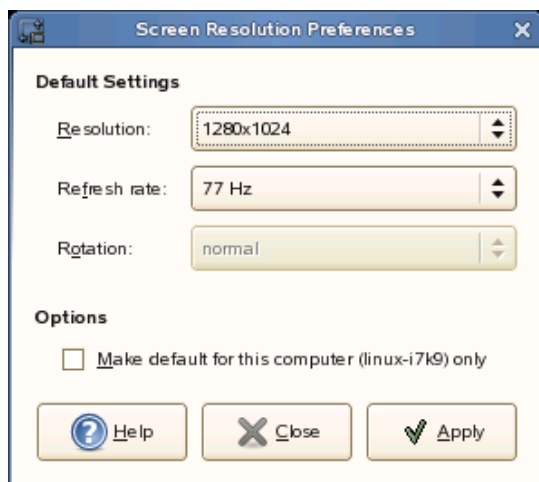 Screen Resolution Preferences
Default Settings
Resolution: 1280x1024
Refresh rate: 77 Hz
Rotation: normal
Options
Make default for this computer (linux-i7k9) only
Help Close Apply